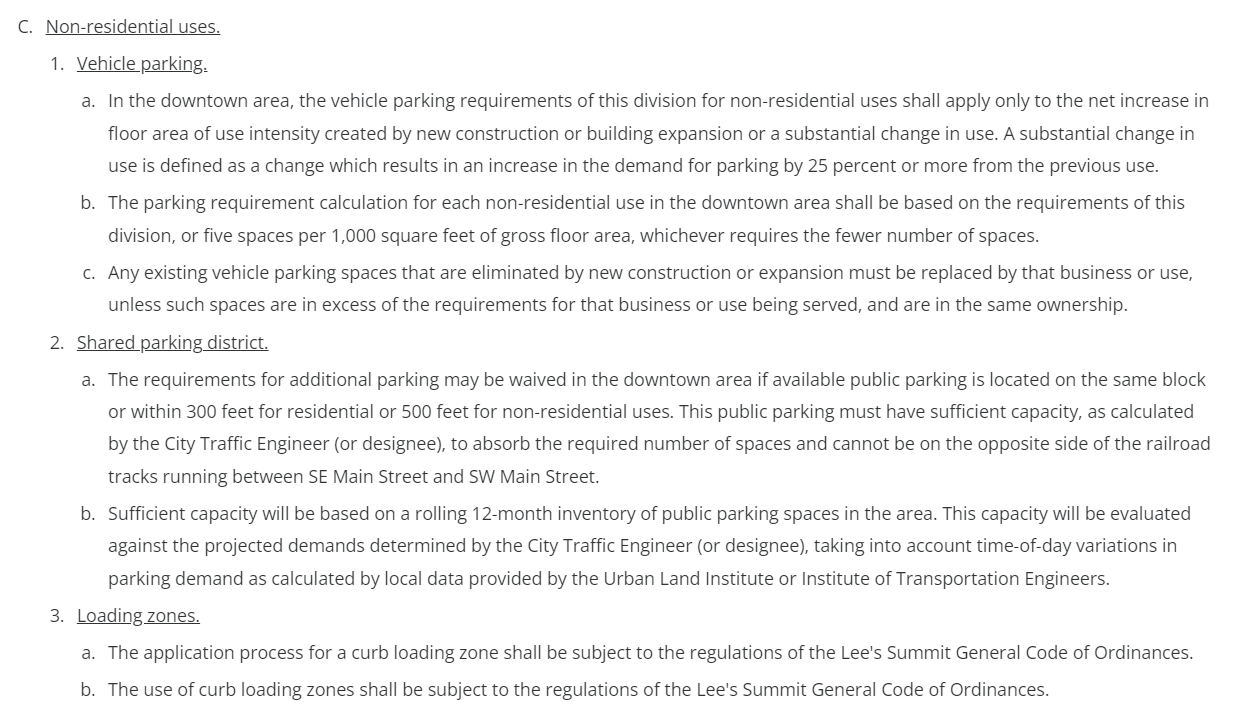 C. Non-residential uses.
1. Vehicle parking.
a. In the downtown area, the vehicle parking requirements of this division for non-residential uses shall apply only to the net increase in
floor area of use intensity created by new construction or building expansion or a substantial change in use. A substantial change in
use is defined as a change which results in an increase in the demand for parking by 25 percent or more from the previous use.
b. The parking requirement calculation for each non-residential use in the downtown area shall be based on the requirements of this
division, or five spaces per 1,000 square feet of gross floor area, whichever requires the fewer number of spaces.
c. Any existing vehicle parking spaces that are eliminated by new construction or expansion must be replaced by that business or use,
unless such spaces are in excess of the requirements for that business or use being served, and are in the same ownership.
2. Shared parking district.
a. The requirements for additional parking may be waived in the downtown area if available public parking is located on the same block
or within 300 feet for residential or 500 feet for non-residential uses. This public parking must have sufficient capacity, as calculated
by the City Traffic Engineer (or designee), to absorb the required number of spaces and cannot be on the opposite side of the railroad
tracks running between SE Main Street and SW Main Street.
b. Sufficient capacity will be based on a rolling 12-month inventory of public parking spaces in the area. This capacity will be evaluated
against the projected demands determined by the City Traffic Engineer (or designee), taking into account time-of-day variations in
parking demand as calculated by local data provided by the Urban Land Institute or Institute of Transportation Engineers.
3. Loading zones.
a. The application process for a curb loading zone shall be subject to the regulations of the Lee's Summit General Code of Ordinances.
b. The use of curb loading zones shall be subject to the regulations of the Lee's Summit General Code of Ordinances.